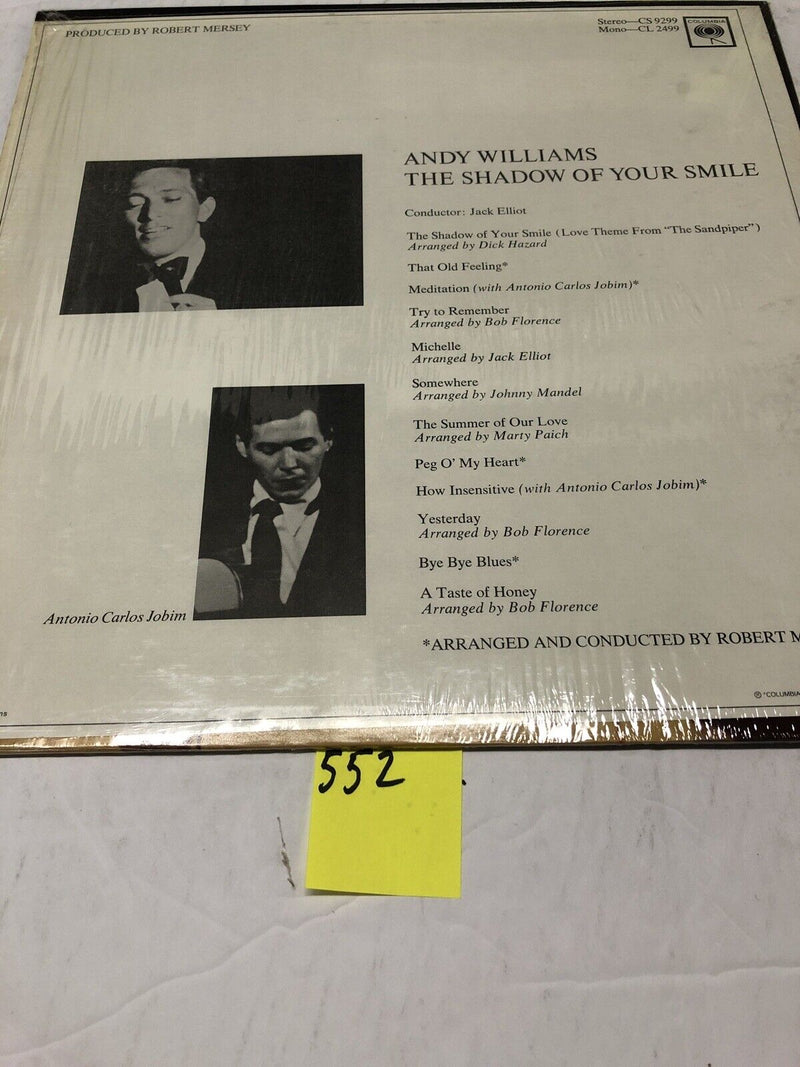 PRODUCED BY ROBERT MERSEY
Stereo—CS 9299
Mono—CL 2499
COLUMBIA
ANDY WILLIAMS
THE SHADOW OF YOUR SMILE
Conductor: Jack Elliot
The Shadow of Your Smile (Love Theme From “The Sandpiper”)
Arranged by Dick Hazard
That Old Feeling*
Meditation (with Antonio Carlos Jobim)*
Try to Remember
Arranged by Bob Florence
Michelle
Arranged by Jack Elliot
Somewhere
Arranged by Johnny Mandel
The Summer of Our Love
Arranged by Marty Paich
Peg O' My Heart*
How Insensitive (with Antonio Carlos Jobim)*
Yesterday
Arranged by Bob Florence
Bye Bye Blues*
A Taste of Honey
Arranged by Bob Florence
Antonio Carlos Jobim
*ARRANGED AND CONDUCTED BY ROBERT M
℗ "COLUMBIA
552